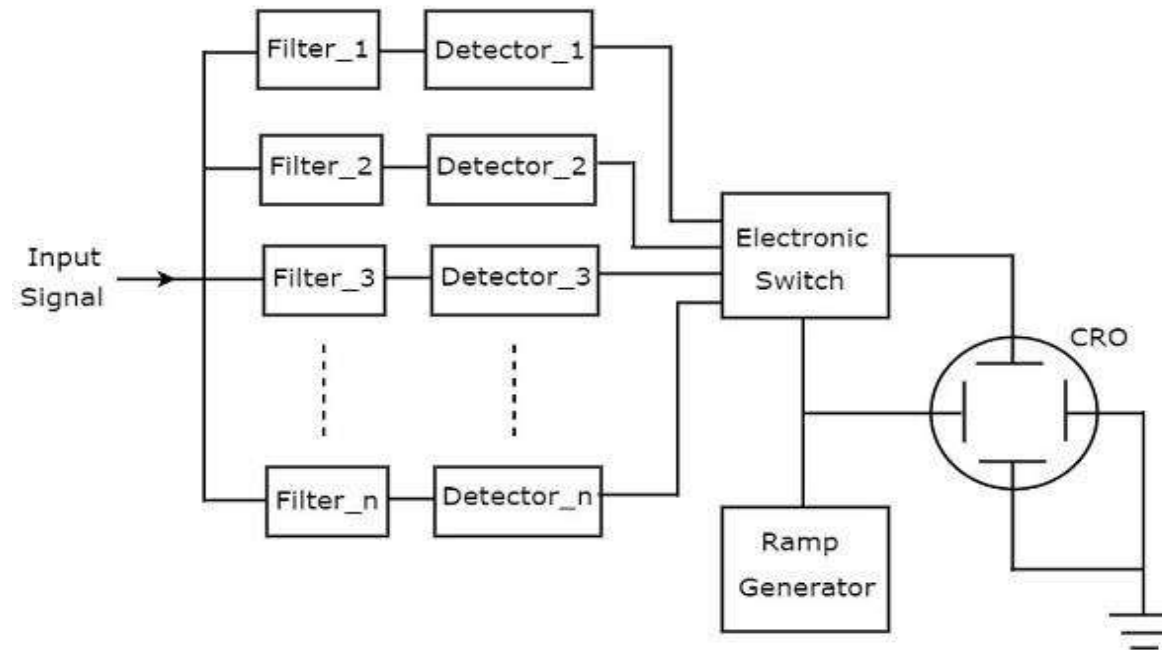 Filter_1
Detector_1
Filter_2
Detector_2
Input
Signal
Filter_3
Detector_3
Electronic
Switch
CRO
Filter_n
Detector_n
Ramp
Generator